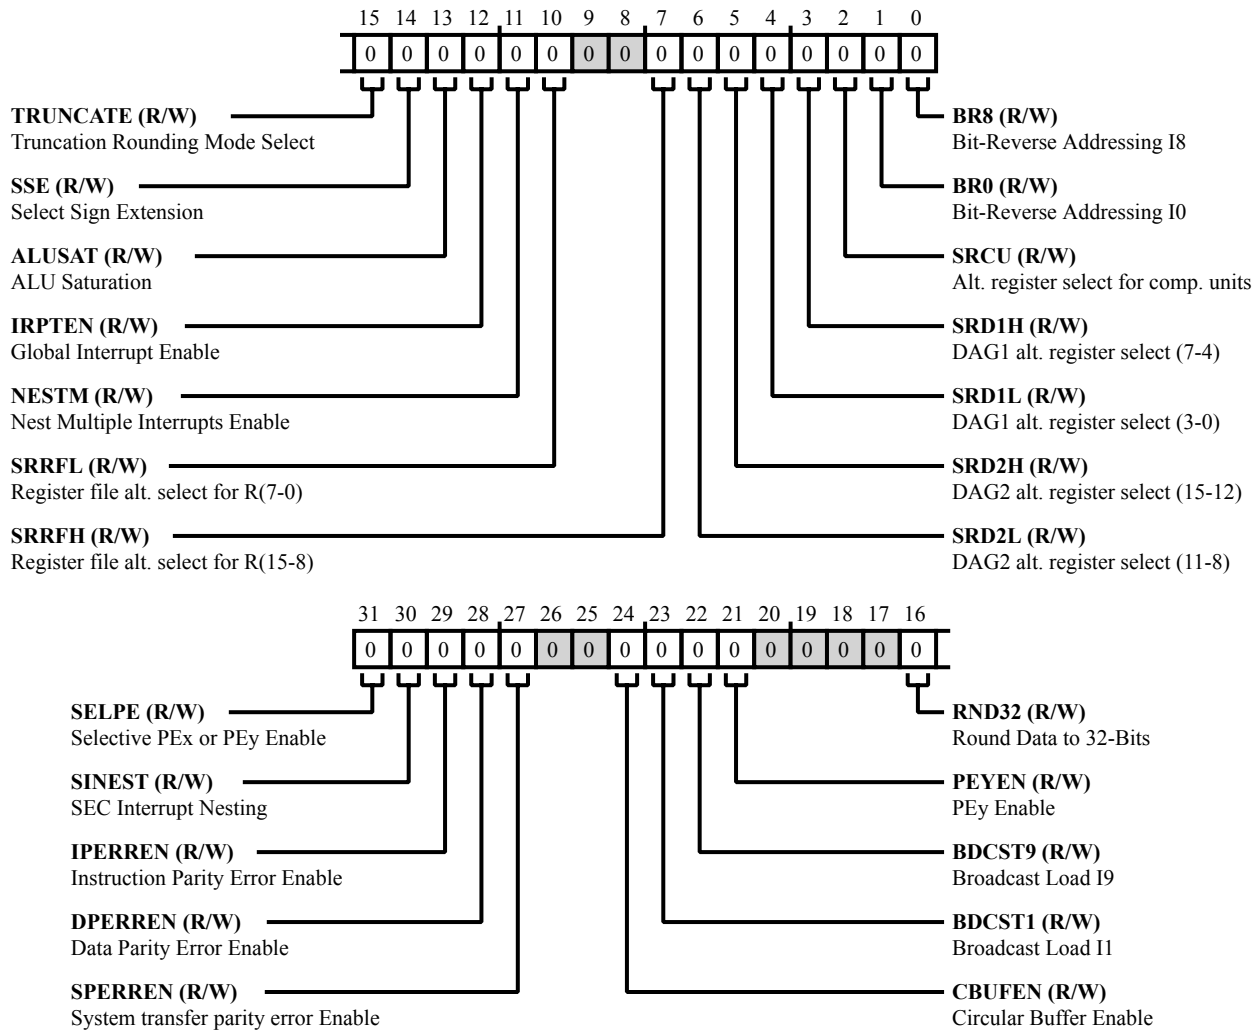 15 14 13 12 11 10 9 8 7 6 5 4 3 2 1 0
0 0 0 0 0 0 0 0 0 0 0 0 0 0 0 0
TRUNCATE (R/W)
Truncation Rounding Mode Select
SSE (R/W)
Select Sign Extension
ALUSAT (R/W)
ALU Saturation
IRPTEN (R/W)
Global Interrupt Enable
NESTM (R/W)
Nest Multiple Interrupts Enable
SRRFL (R/W)
Register file alt. select for R(7-0)
SRRFH (R/W)
Register file alt. select for R(15-8)
BR8 (R/W)
Bit-Reverse Addressing I8
BR0 (R/W)
Bit-Reverse Addressing I0
SRCU (R/W)
Alt. register select for comp. units
SRD1H (R/W)
DAG1 alt. register select (7-4)
SRD1L (R/W)
DAG1 alt. register select (3-0)
SRD2H (R/W)
DAG2 alt. register select (15-12)
SRD2L (R/W)
DAG2 alt. register select (11-8)
31 30 29 28 27 26 25 24 23 22 21 20 19 18 17 16
0 0 0 0 0 0 0 0 0 0 0 0 0 0 0 0
SELPE (R/W)
Selective PEx or PEy Enable
SINEST (R/W)
SEC Interrupt Nesting
IPERREN (R/W)
Instruction Parity Error Enable
DPERREN (R/W)
Data Parity Error Enable
SPERREN (R/W)
System transfer parity error Enable
RND32 (R/W)
Round Data to 32-Bits
PEYEN (R/W)
PEy Enable
BDCST9 (R/W)
Broadcast Load I9
BDCST1 (R/W)
Broadcast Load I1
CBUFEN (R/W)
Circular Buffer Enable